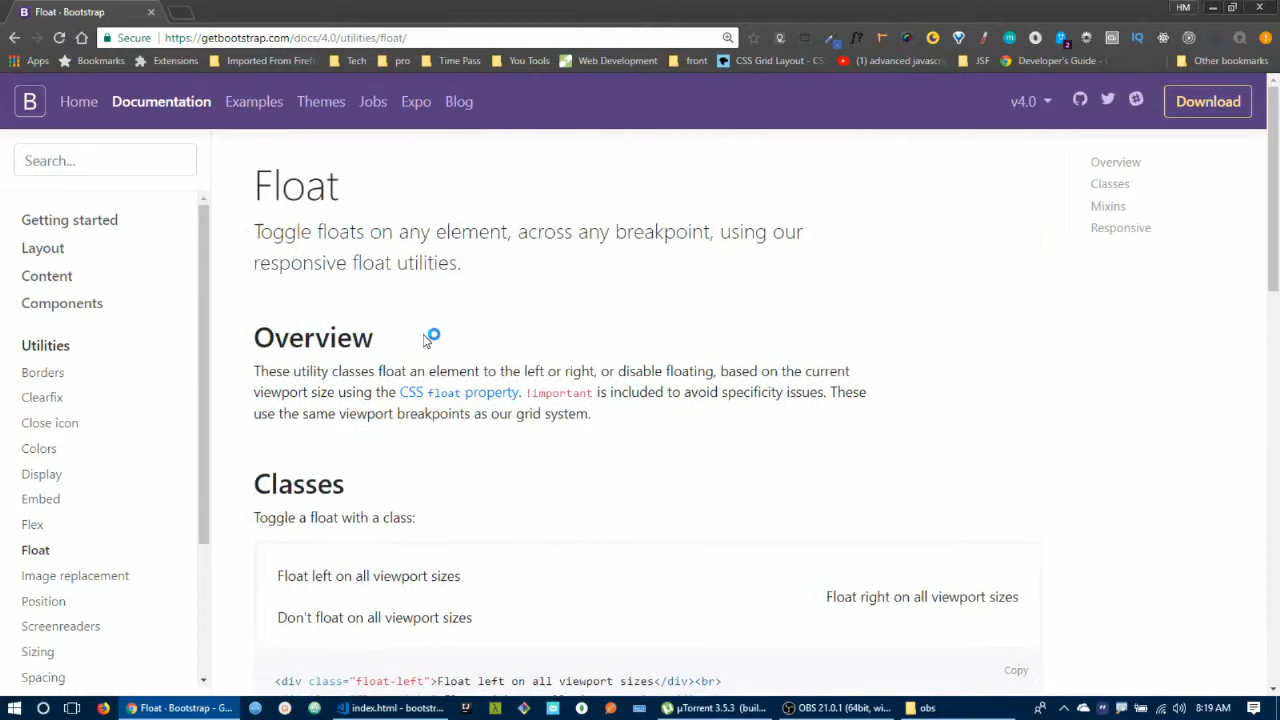 Float · Bootstrap
HM
Secure
https://getbootstrap.com/docs/4.0/utilities/float/
Apps
Bookmarks
Extensions
Imported From Firef
Tech
pro
Time Pass
You Tools
Web Development
front
CSS Grid Layout - CS
(1) advanced javasc
JSF
Developer's Guide -
Other bookmarks
B
Home
Documentation
Examples
Themes
Jobs
Expo
Blog
v4.0
Download
Search...
Getting started
Layout
Content
Components
Utilities
Borders
Clearfix
Close icon
Colors
Display
Embed
Flex
Float
Image replacement
Position
Screenreaders
Sizing
Spacing
Float
Toggle floats on any element, across any breakpoint, using our
responsive float utilities.
Overview
These utility classes float an element to the left or right, or disable floating, based on the current
viewport size using the CSS float property. !important is included to avoid specificity issues. These
use the same viewport breakpoints as our grid system.
Classes
Toggle a float with a class:
Float left on all viewport sizes
Float right on all viewport sizes
Don't float on all viewport sizes
Copy
<div class="float-left">Float left on all viewport sizes</div><br>
Overview
Classes
Mixins
Responsive
Float · Bootstrap - G...
index.html - bootstr...
µTorrent 3.5.3 (buil...
OBS 21.0.1 (64bit, wi...
obs
8:19 AM